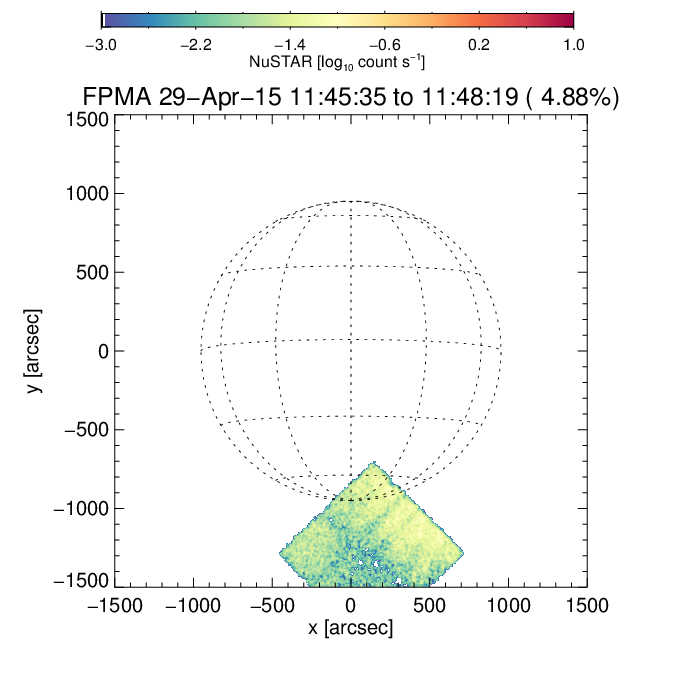 −3.0 −2.2 −1.4 −0.6 0.2 1.0
NuSTAR [log₁₀ count s⁻¹]
FPMA 29−Apr−15 11:45:35 to 11:48:19 ( 4.88%)
1500
1000
500
0
−500
−1000
−1500
y [arcsec]
−1500 −1000 −500 0 500 1000 1500
x [arcsec]